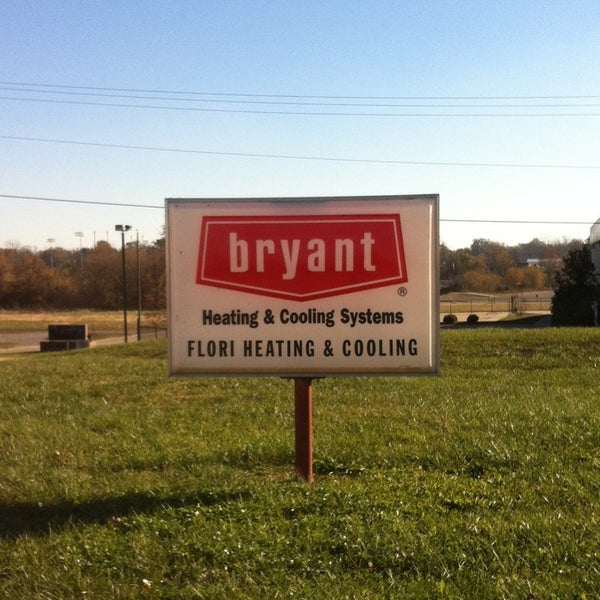 bryant ®
Heating & Cooling Systems
FLORI HEATING & COOLING